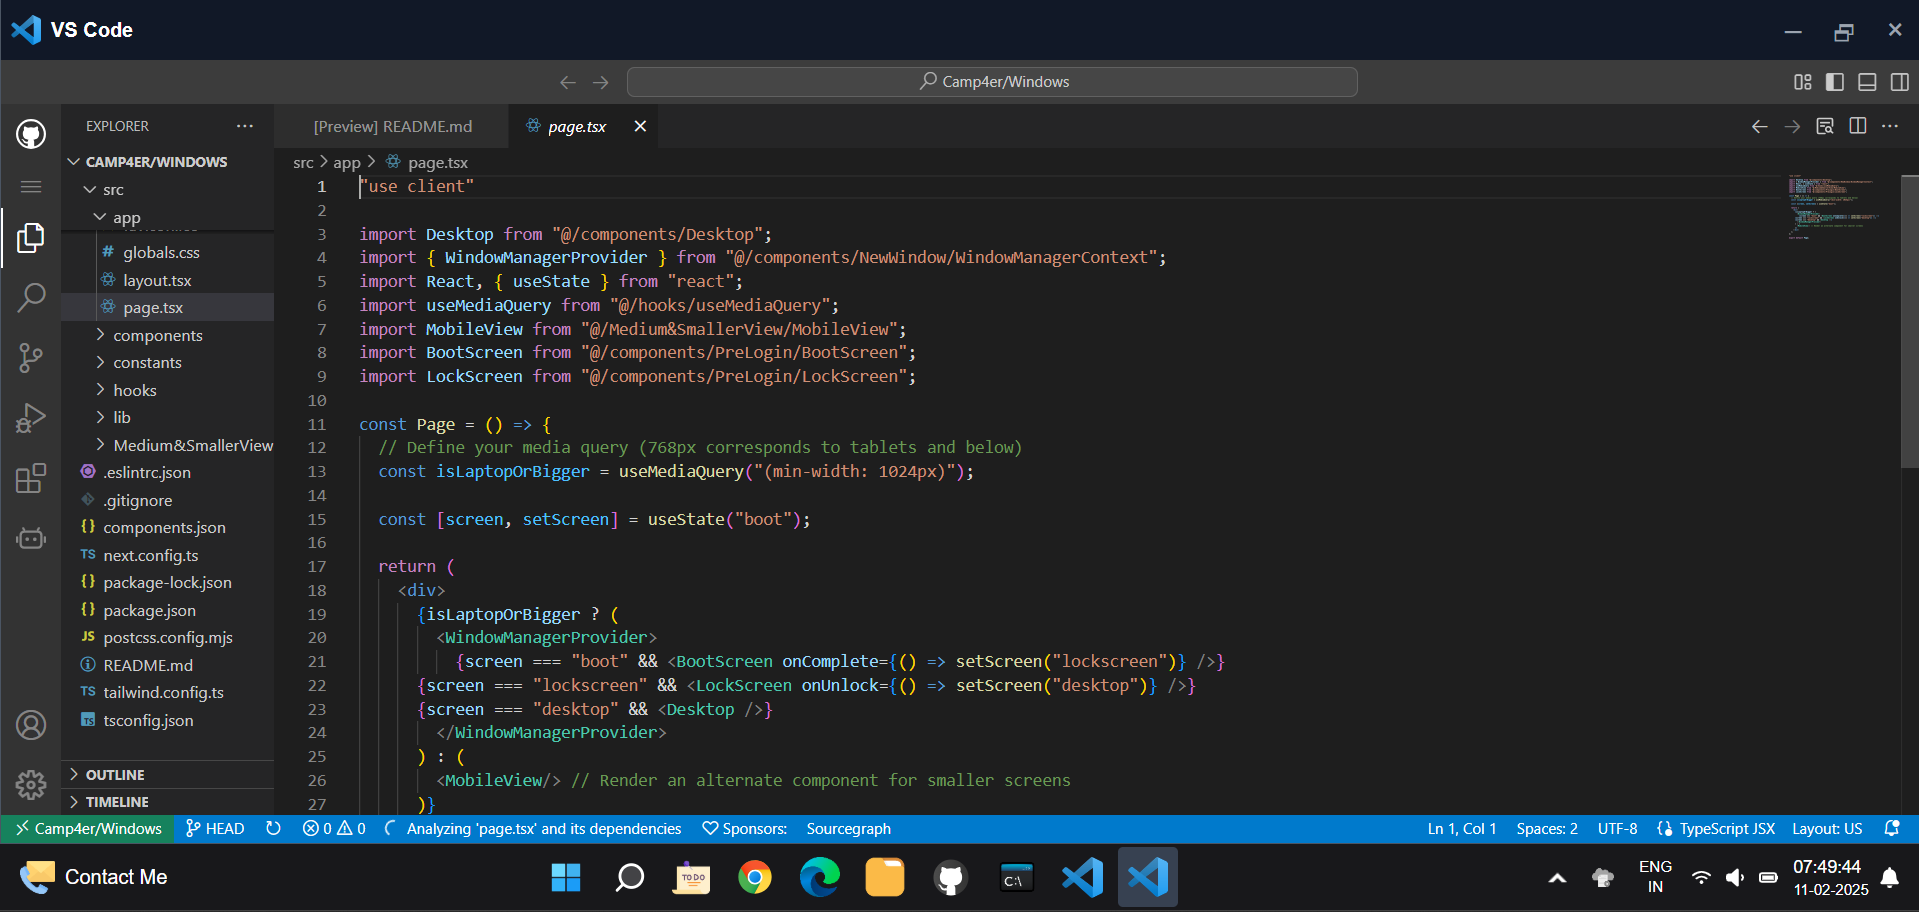 VS Code
Camp4er/Windows
EXPLORER
[Preview] README.md
page.tsx
CAMP4ER/WINDOWS
src
app
globals.css
layout.tsx
page.tsx
components
constants
hooks
lib
Medium&SmallerView
.eslintrc.json
.gitignore
components.json
next.config.ts
package-lock.json
package.json
postcss.config.mjs
README.md
tailwind.config.ts
tsconfig.json
OUTLINE
TIMELINE
src > app > page.tsx
1 "use client"
2
3 import Desktop from "@/components/Desktop";
4 import { WindowManagerProvider } from "@/components/NewWindow/WindowManagerContext";
5 import React, { useState } from "react";
6 import useMediaQuery from "@/hooks/useMediaQuery";
7 import MobileView from "@/Medium&SmallerView/MobileView";
8 import BootScreen from "@/components/PreLogin/BootScreen";
9 import LockScreen from "@/components/PreLogin/LockScreen";
10
11 const Page = () => {
12 // Define your media query (768px corresponds to tablets and below)
13 const isLaptopOrBigger = useMediaQuery("(min-width: 1024px)");
14
15 const [screen, setScreen] = useState("boot");
16
17 return (
18 <div>
19 {isLaptopOrBigger ? (
20 <WindowManagerProvider>
21 {screen === "boot" && <BootScreen onComplete={() => setScreen("lockscreen")} />}
22 {screen === "lockscreen" && <LockScreen onUnlock={() => setScreen("desktop")} />}
23 {screen === "desktop" && <Desktop />}
24 </WindowManagerProvider>
25 ) : (
26 <MobileView/> // Render an alternate component for smaller screens
27 )}
Camp4er/Windows HEAD 0 0 Analyzing 'page.tsx' and its dependencies Sponsors: Sourcegraph Ln 1, Col 1 Spaces: 2 UTF-8 TypeScript JSX Layout: US
Contact Me
TO DO
C:\
ENG
IN
07:49:44
11-02-2025